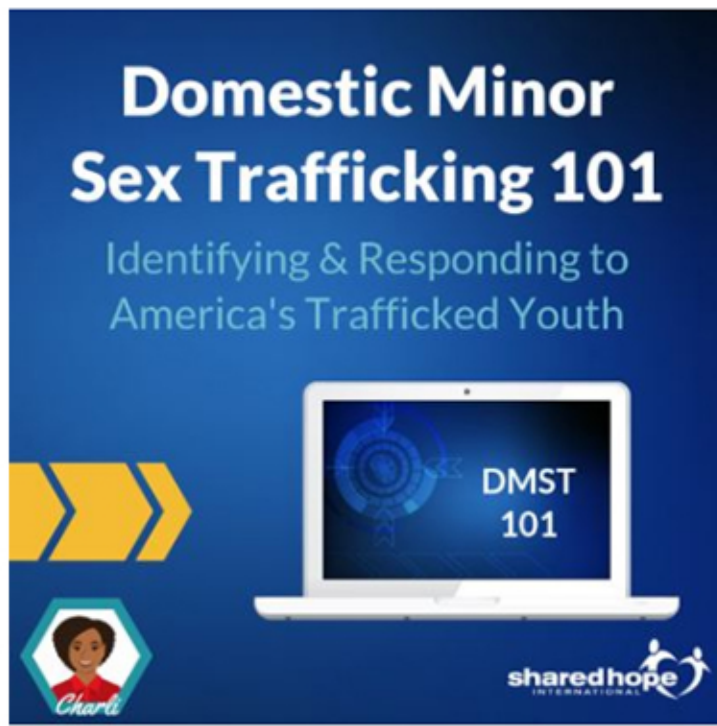 Domestic Minor
Sex Trafficking 101
Identifying & Responding to
America's Trafficked Youth
DMST
101
Charli
sharedhope
INTERNATIONAL